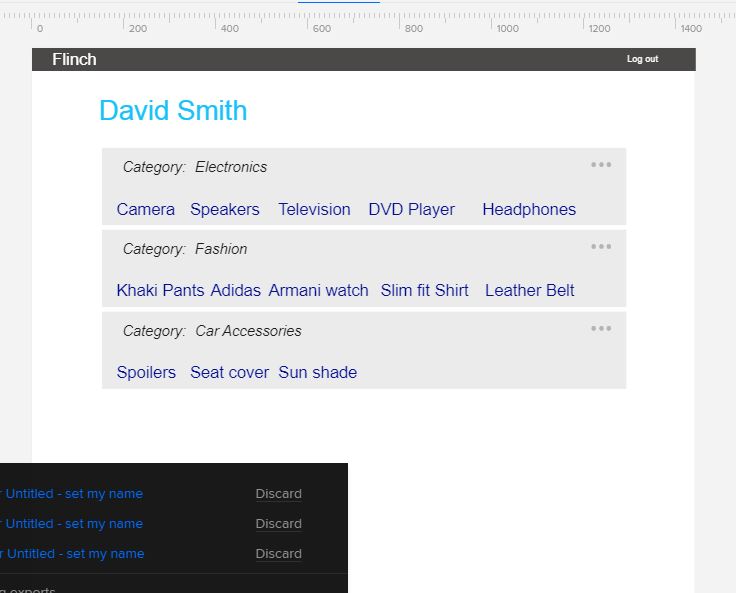 0 200 400 600 800 1000 1200 1400
Flinch Log out
David Smith
Category: Electronics
Camera Speakers Television DVD Player Headphones
Category: Fashion
Khaki Pants Adidas Armani watch Slim fit Shirt Leather Belt
Category: Car Accessories
Spoilers Seat cover Sun shade
Untitled - set my name Discard
Untitled - set my name Discard
Untitled - set my name Discard
exports